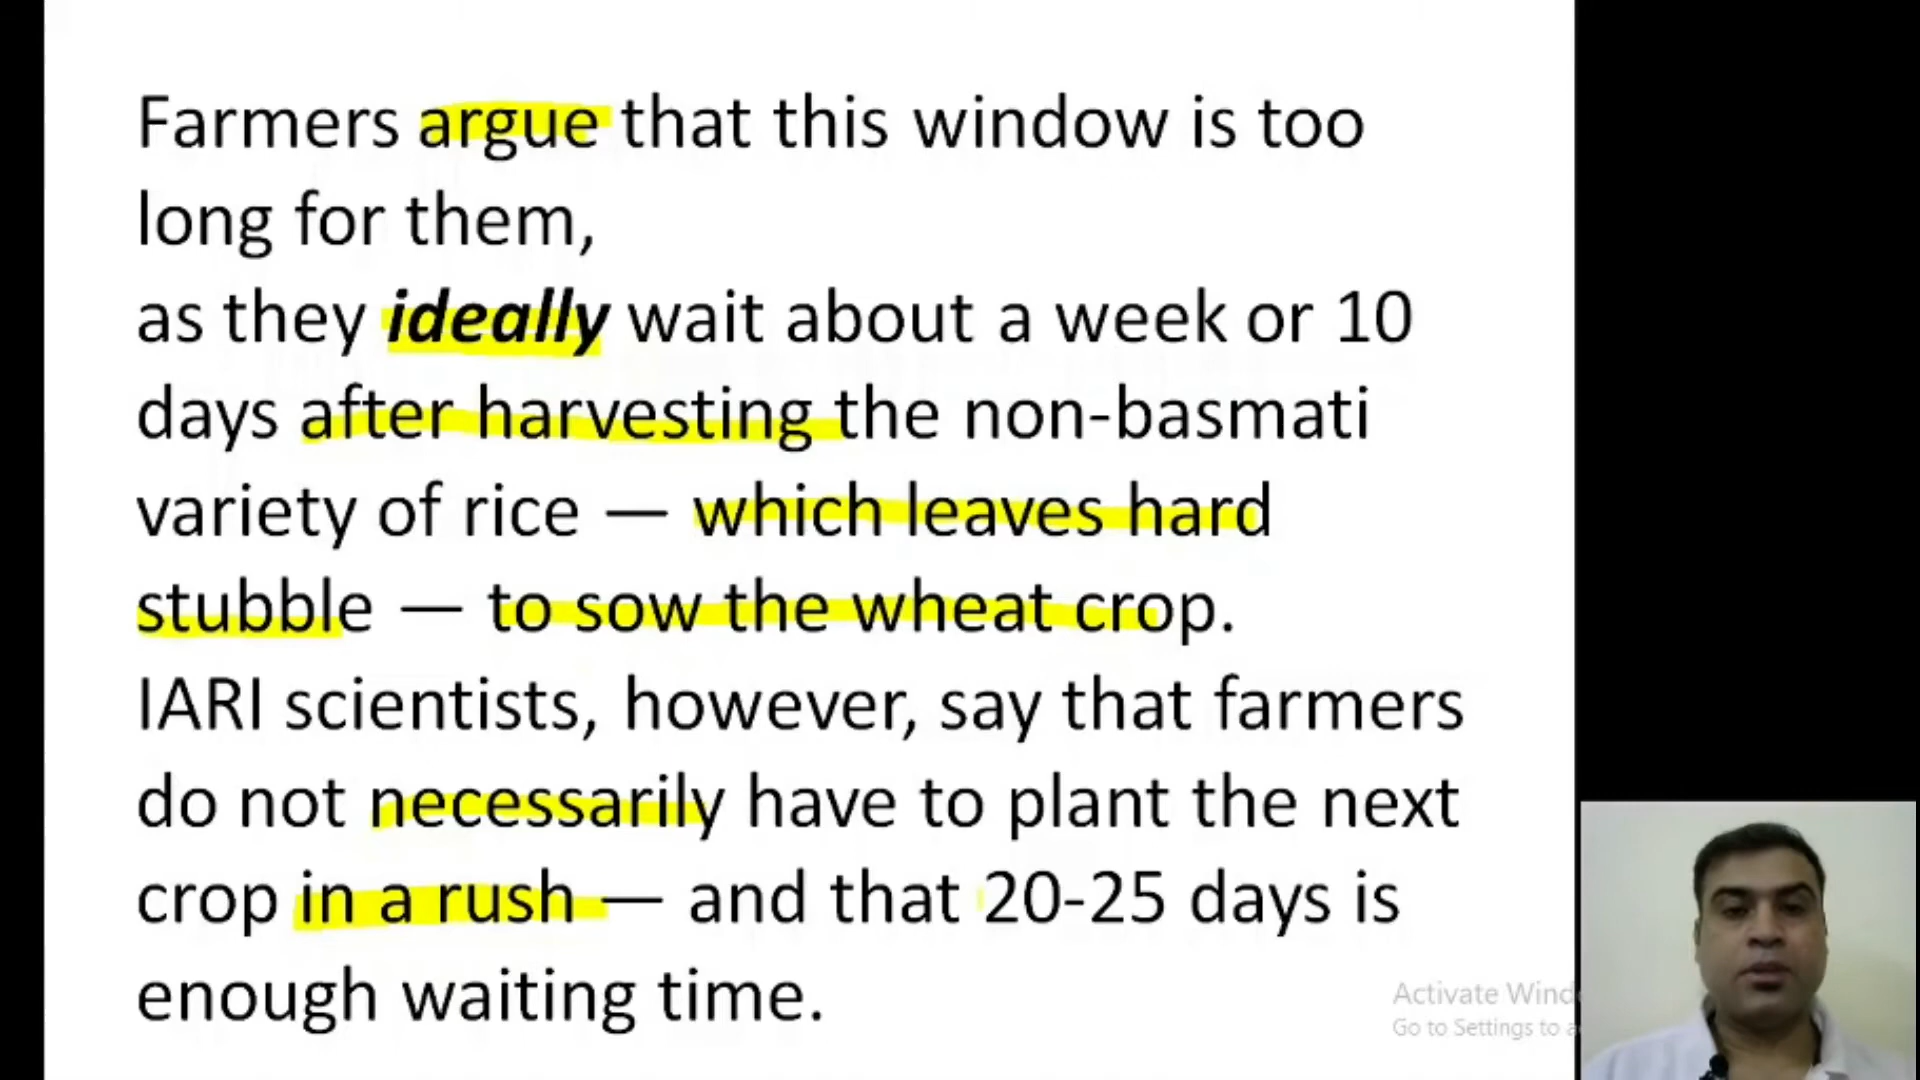 Farmers argue that this window is too
long for them,
as they ideally wait about a week or 10
days after harvesting the non-basmati
variety of rice — which leaves hard
stubble — to sow the wheat crop.
IARI scientists, however, say that farmers
do not necessarily have to plant the next
crop in a rush — and that 20-25 days is
enough waiting time.
Activate Wind
Go to Settings to a